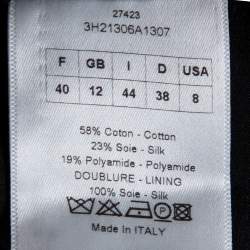 27423
3H21306A1307
F GB I D USA
40 12 44 38 8
58% Coton - Cotton
23% Soie - Silk
19% Polyamide - Polyamide
DOUBLURE - LINING
100% Soie - Silk
Made in ITALY